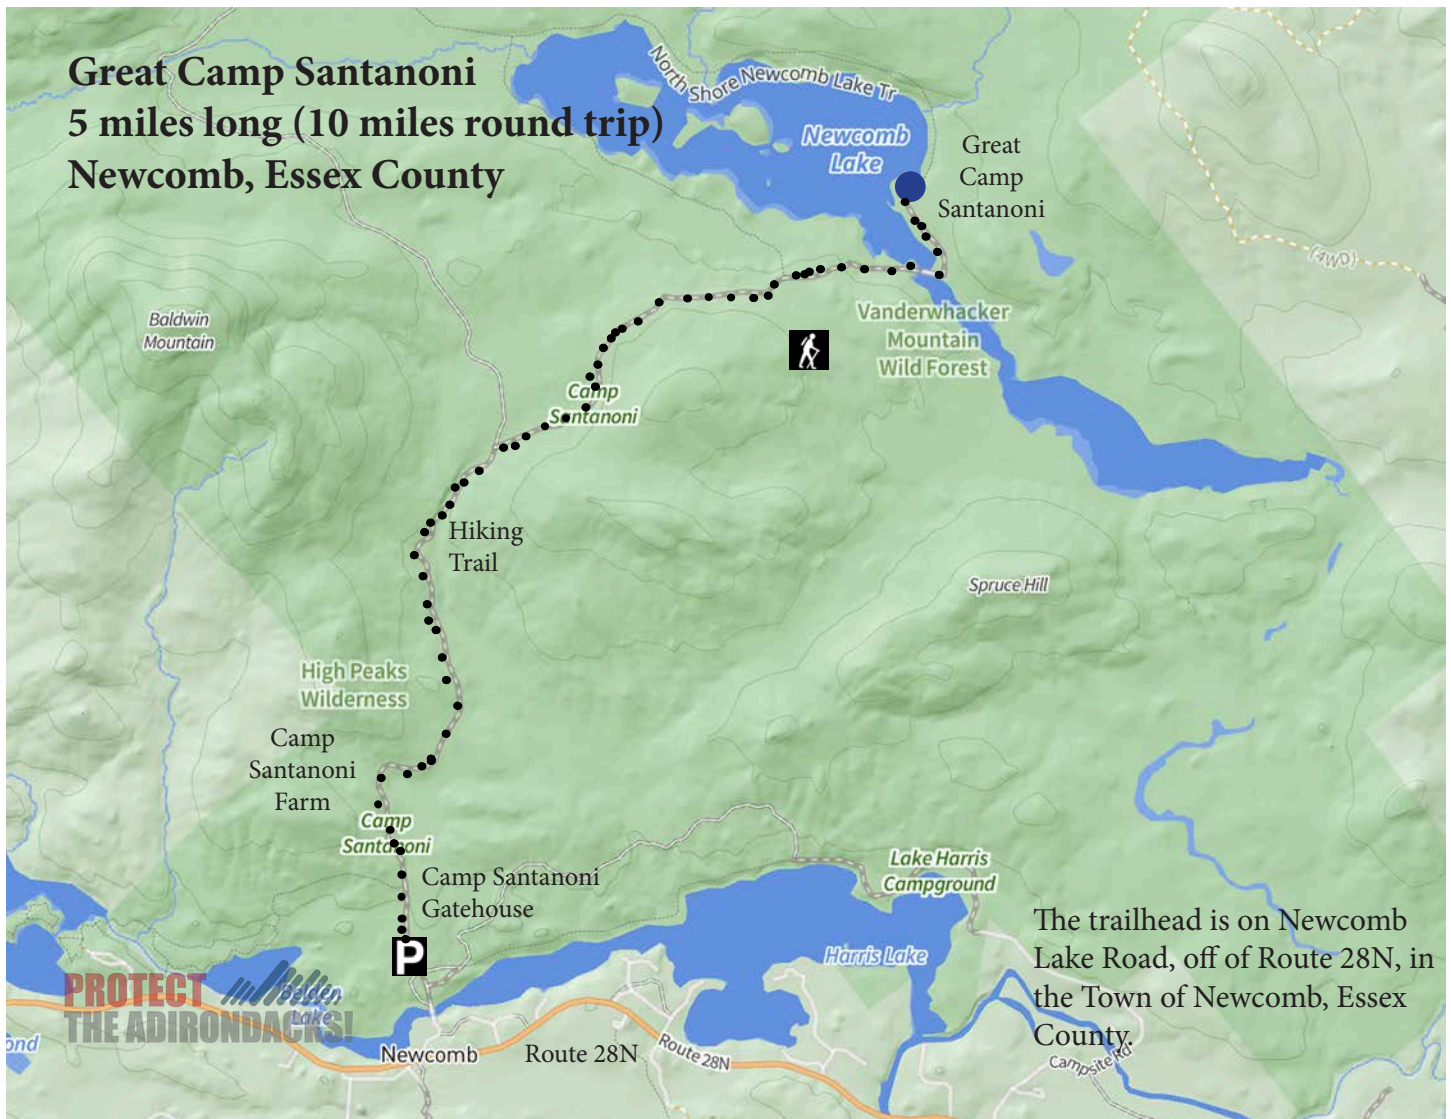 Great Camp Santanoni
5 miles long (10 miles round trip)
Newcomb, Essex County
North Shore Newcomb Lake Tr
Newcomb
Lake
Great
Camp
Santanoni
(4WD)
Baldwin
Mountain
Vanderwhacker
Mountain
Wild Forest
Camp
Santanoni
Hiking
Trail
Spruce Hill
High Peaks
Wilderness
Camp
Santanoni
Farm
Camp
Santanoni
Camp Santanoni
Gatehouse
Lake Harris
Campground
P
Harris Lake
The trailhead is on Newcomb
Lake Road, off of Route 28N, in
the Town of Newcomb, Essex
County.
PROTECT
THE ADIRONDACKS!
Belden
Lake
ond
Newcomb
Route 28N
Route 28N
Campsite Rd